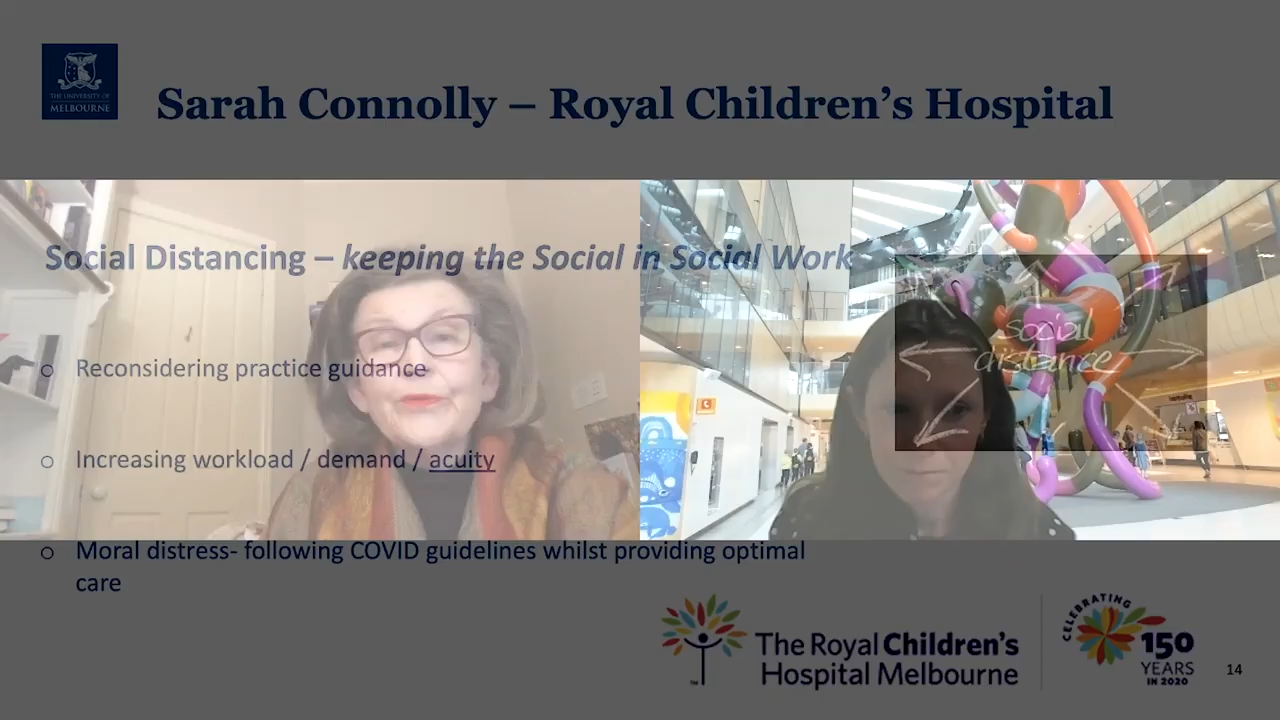 THE UNIVERSITY OF
MELBOURNE
Sarah Connolly – Royal Children's Hospital
Social Distancing – keeping the Social in Social Work
social
distance
o Reconsidering practice guidance
o Increasing workload / demand / acuity
o Moral distress- following COVID guidelines whilst providing optimal
care
The Royal Children's
Hospital Melbourne
CELEBRATING
150
YEARS
IN 2020
14